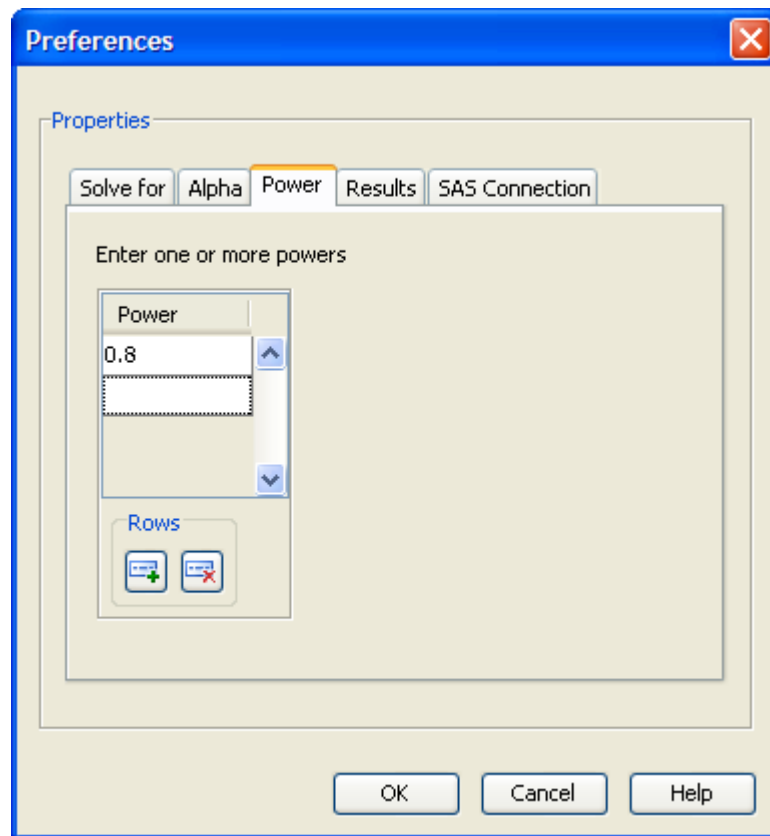 Preferences
Properties
Solve for Alpha Power Results SAS Connection
Enter one or more powers
Power
0.8
Rows
OK Cancel Help